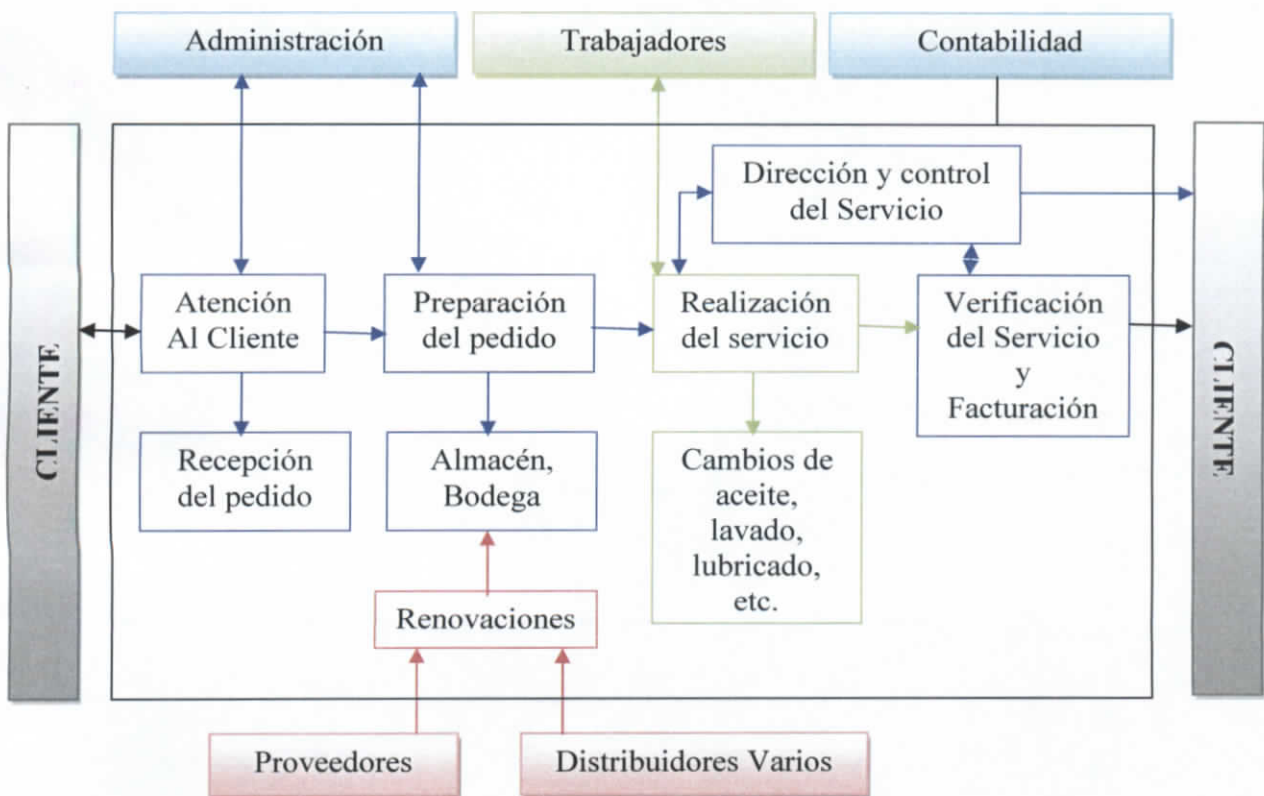 Administración
Trabajadores
Contabilidad
CLIENTE
Dirección y control
del Servicio
Atención
Al Cliente
Preparación
del pedido
Realización
del servicio
Verificación
del Servicio
y
Facturación
CLIENTE
Recepción
del pedido
Almacén,
Bodega
Cambios de
aceite,
lavado,
lubricado,
etc.
Renovaciones
Proveedores
Distribuidores Varios